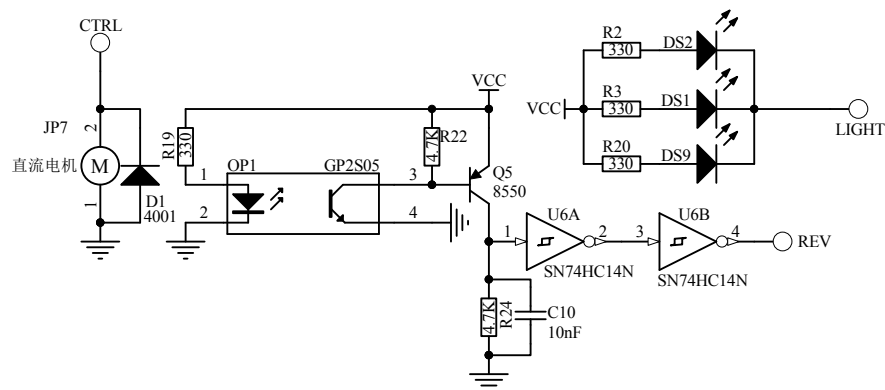 CTRL
JP7
2
直流电机
M
1
D1
4001
R19
330
OP1
1
2
GP2S05
3
4
VCC
R22
4.7K
Q5
8550
R24
4.7K
C10
10nF
1
U6A
2
SN74HC14N
3
U6B
4
SN74HC14N
REV
VCC
R2
330
DS2
R3
330
DS1
R20
330
DS9
LIGHT